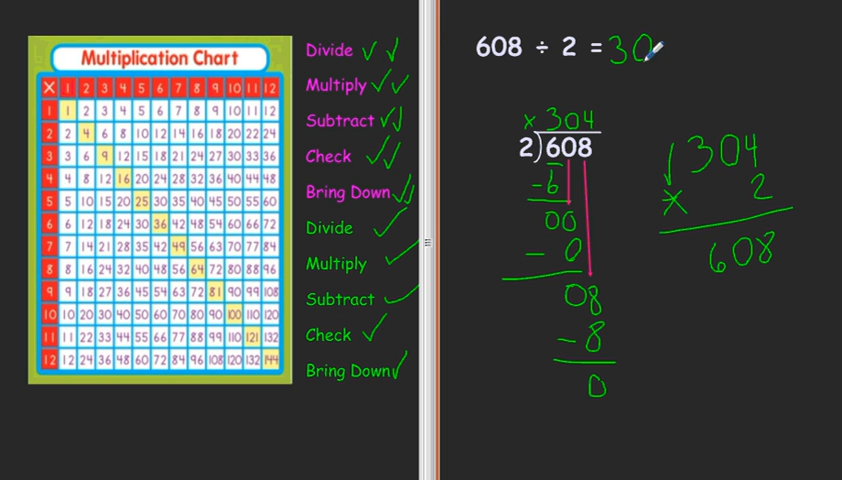 Multiplication Chart
X 1 2 3 4 5 6 7 8 9 10 11 12
1 1 2 3 4 5 6 7 8 9 10 11 12
2 2 4 6 8 10 12 14 16 18 20 22 24
3 3 6 9 12 15 18 21 24 27 30 33 36
4 4 8 12 16 20 24 28 32 36 40 44 48
5 5 10 15 20 25 30 35 40 45 50 55 60
6 6 12 18 24 30 36 42 48 54 60 66 72
7 7 14 21 28 35 42 49 56 63 70 77 84
8 8 16 24 32 40 48 56 64 72 80 88 96
9 9 18 27 36 45 54 63 72 81 90 99 108
10 10 20 30 40 50 60 70 80 90 100 110 120
11 11 22 33 44 55 66 77 88 99 110 121 132
12 12 24 36 48 60 72 84 96 108 120 132 144
Divide ✓ ✓
Multiply ✓ ✓
Subtract ✓ ✓
Check ✓ ✓
Bring Down ✓ ✓
Divide ✓
Multiply ✓
Subtract ✓
Check ✓
Bring Down ✓
608 ÷ 2 = 30
x 304
2)608
-6
00
- 0
08
- 8
0
304
x 2
608